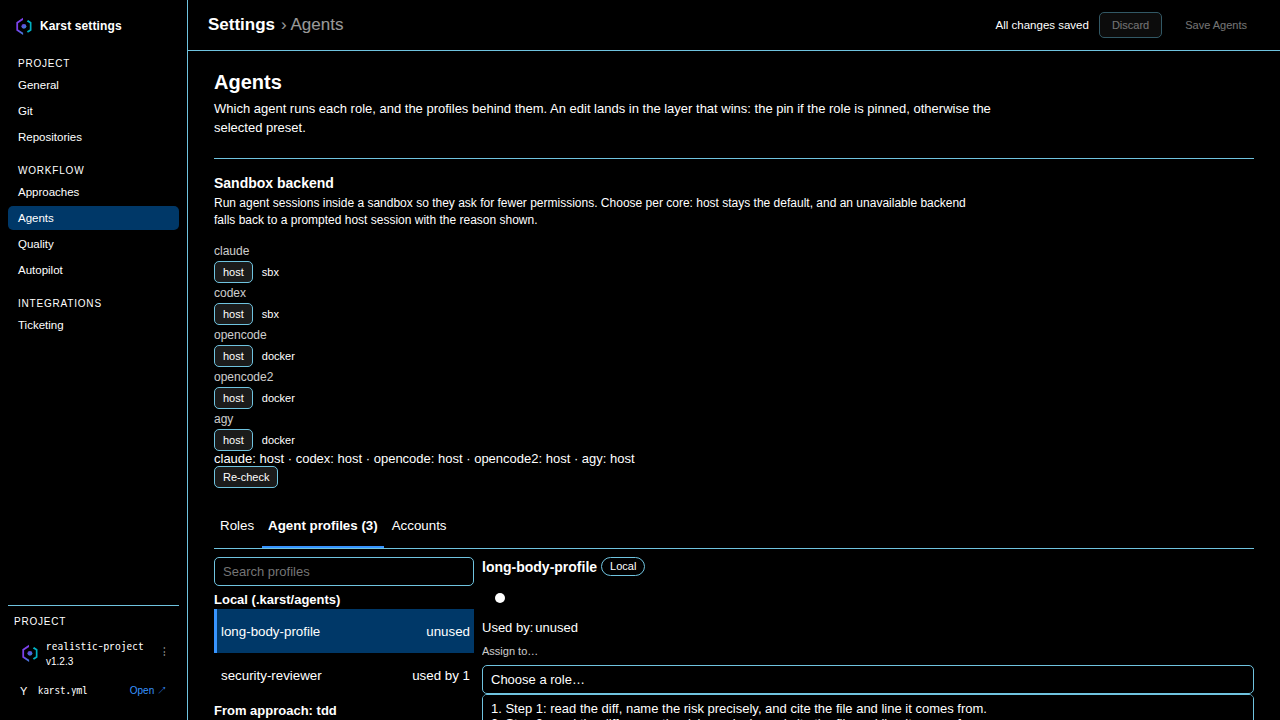 Karst settings
PROJECT
General
Git
Repositories
WORKFLOW
Approaches
Agents
Quality
Autopilot
INTEGRATIONS
Ticketing
PROJECT
realistic-project
v1.2.3
Y karst.yml Open ↗
Settings › Agents
All changes saved Discard Save Agents
Agents
Which agent runs each role, and the profiles behind them. An edit lands in the layer that wins: the pin if the role is pinned, otherwise the
selected preset.
Sandbox backend
Run agent sessions inside a sandbox so they ask for fewer permissions. Choose per core: host stays the default, and an unavailable backend
falls back to a prompted host session with the reason shown.
claude
host sbx
codex
host sbx
opencode
host docker
opencode2
host docker
agy
host docker
claude: host · codex: host · opencode: host · opencode2: host · agy: host
Re-check
Roles Agent profiles (3) Accounts
Search profiles
Local (.karst/agents)
long-body-profile unused
security-reviewer used by 1
From approach: tdd
long-body-profile Local
Used by: unused
Assign to…
Choose a role…
1. Step 1: read the diff, name the risk precisely, and cite the file and line it comes from.